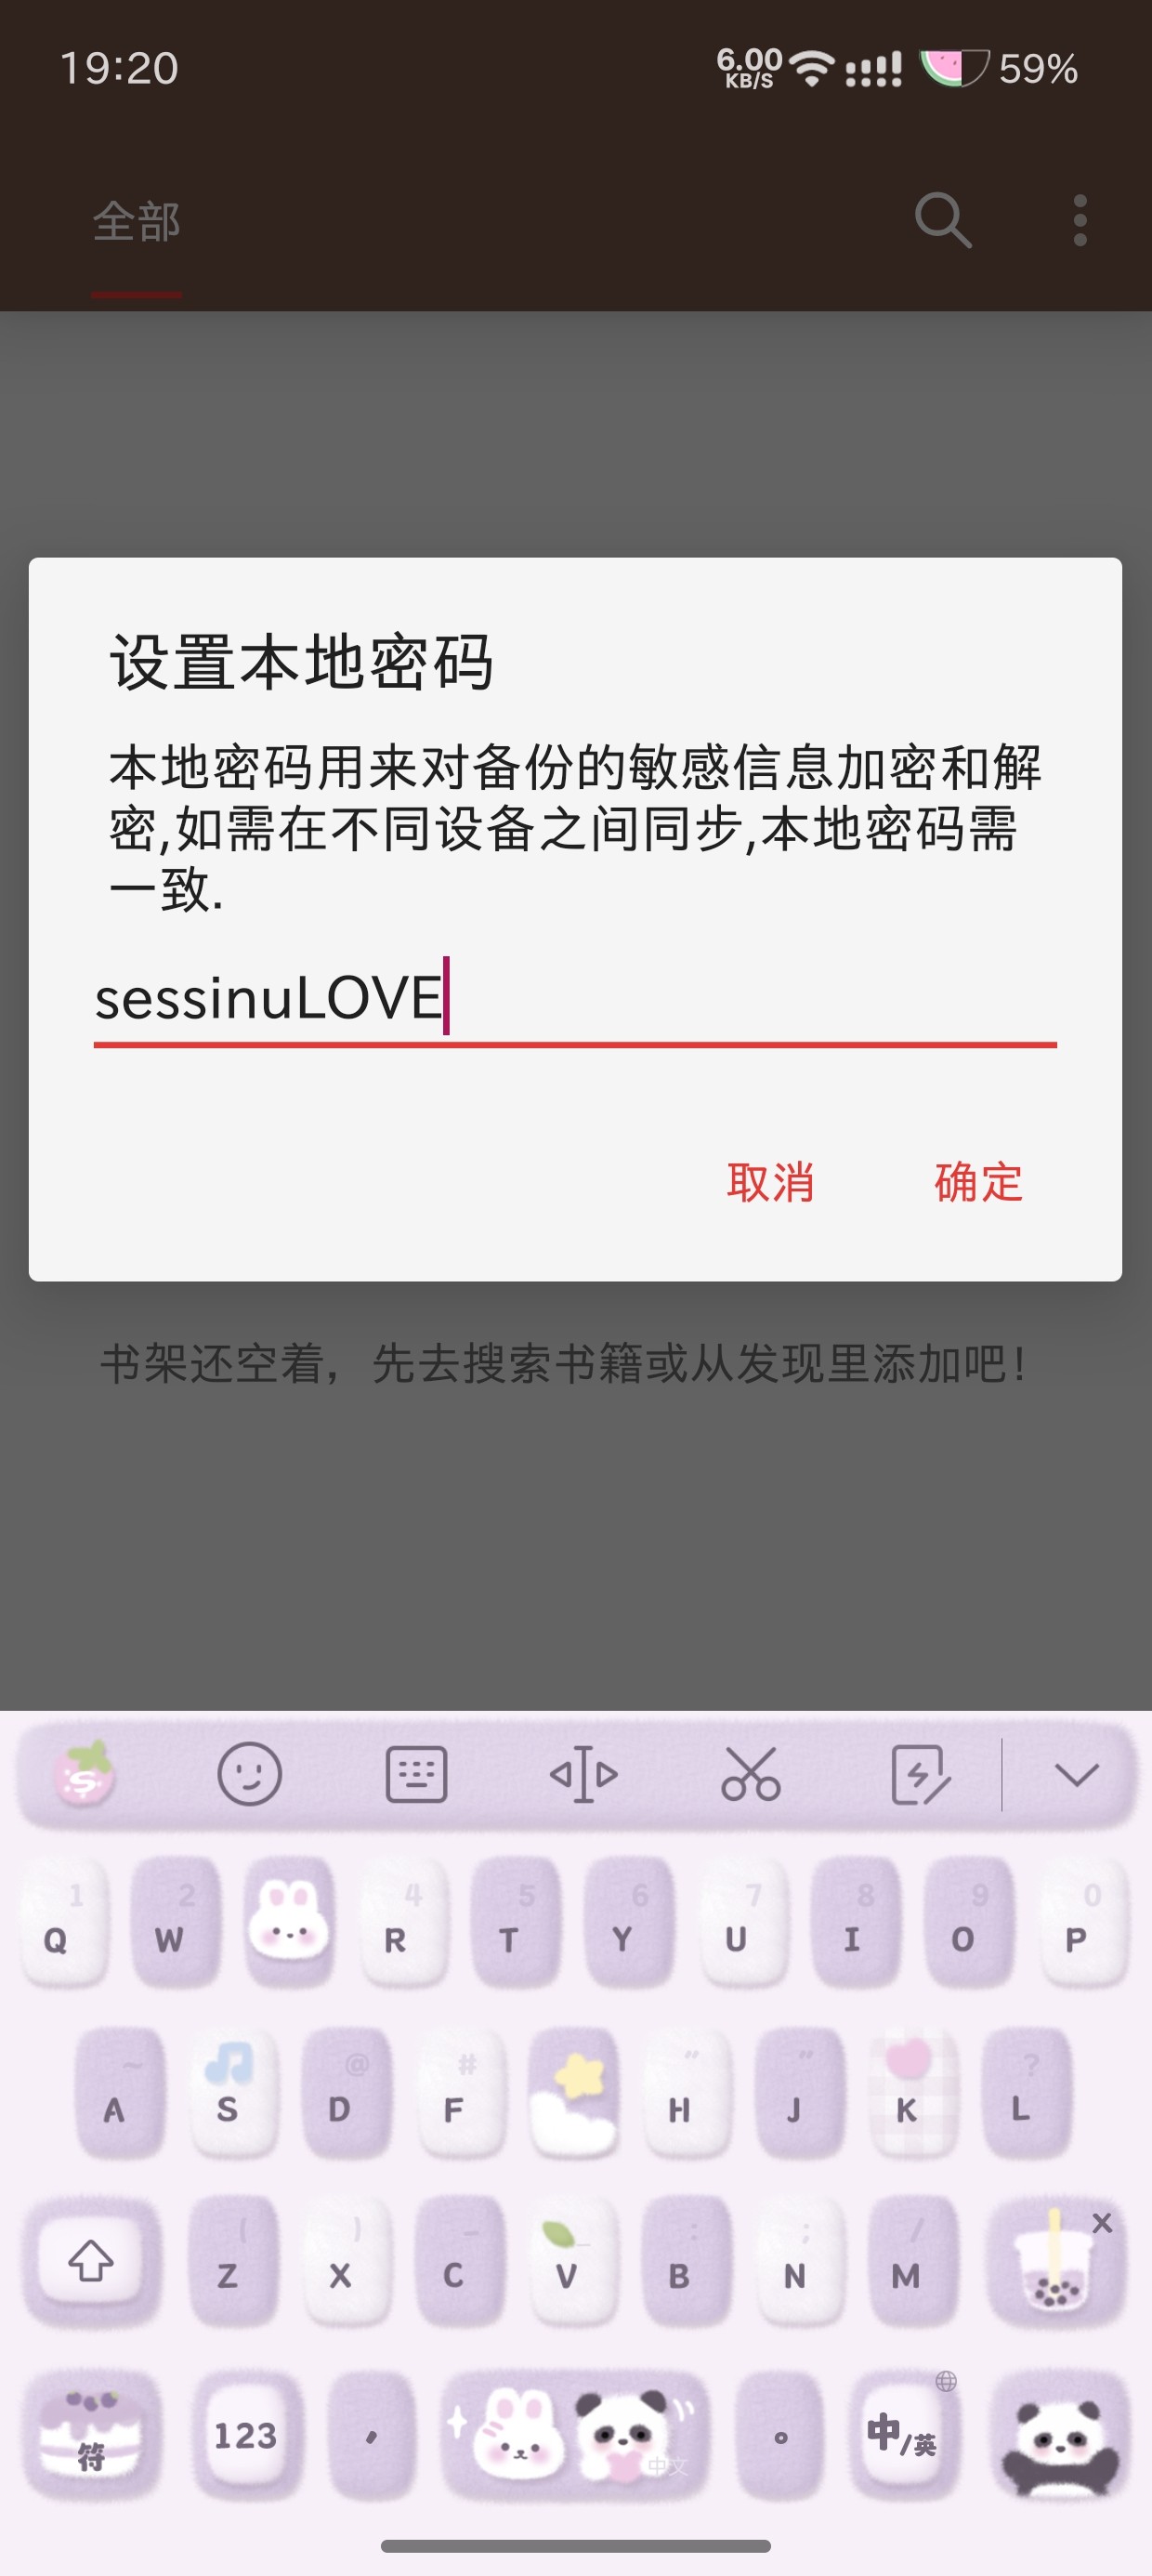 19:20
6.00
KB/S
59%
全部
设置本地密码
本地密码用来对备份的敏感信息加密和解
密,如需在不同设备之间同步,本地密码需
一致.
sessinuLOVE
取消 确定
书架还空着，先去搜索书籍或从发现里添加吧！
1 2 4 5 6 7 8 9 0
Q W R T Y U I O P
~ @ # “ ” ?
A S D F H J K L
( ) - _ : ; /
Z X C V B N M
符 123 ， 中文 。 中/英